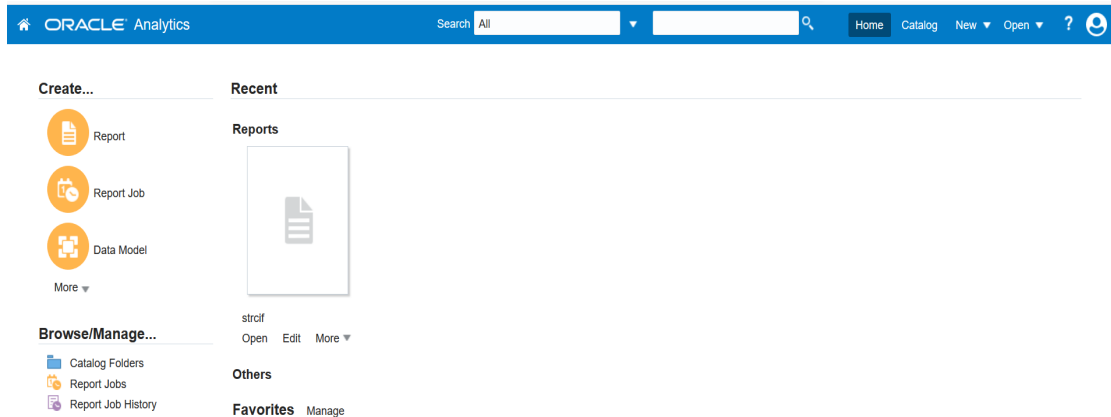 ORACLE Analytics
Search All
Home Catalog New Open ?
Create...
Report
Report Job
Data Model
More
Browse/Manage...
Catalog Folders
Report Jobs
Report Job History
Recent
Reports
strcif
Open Edit More
Others
Favorites Manage